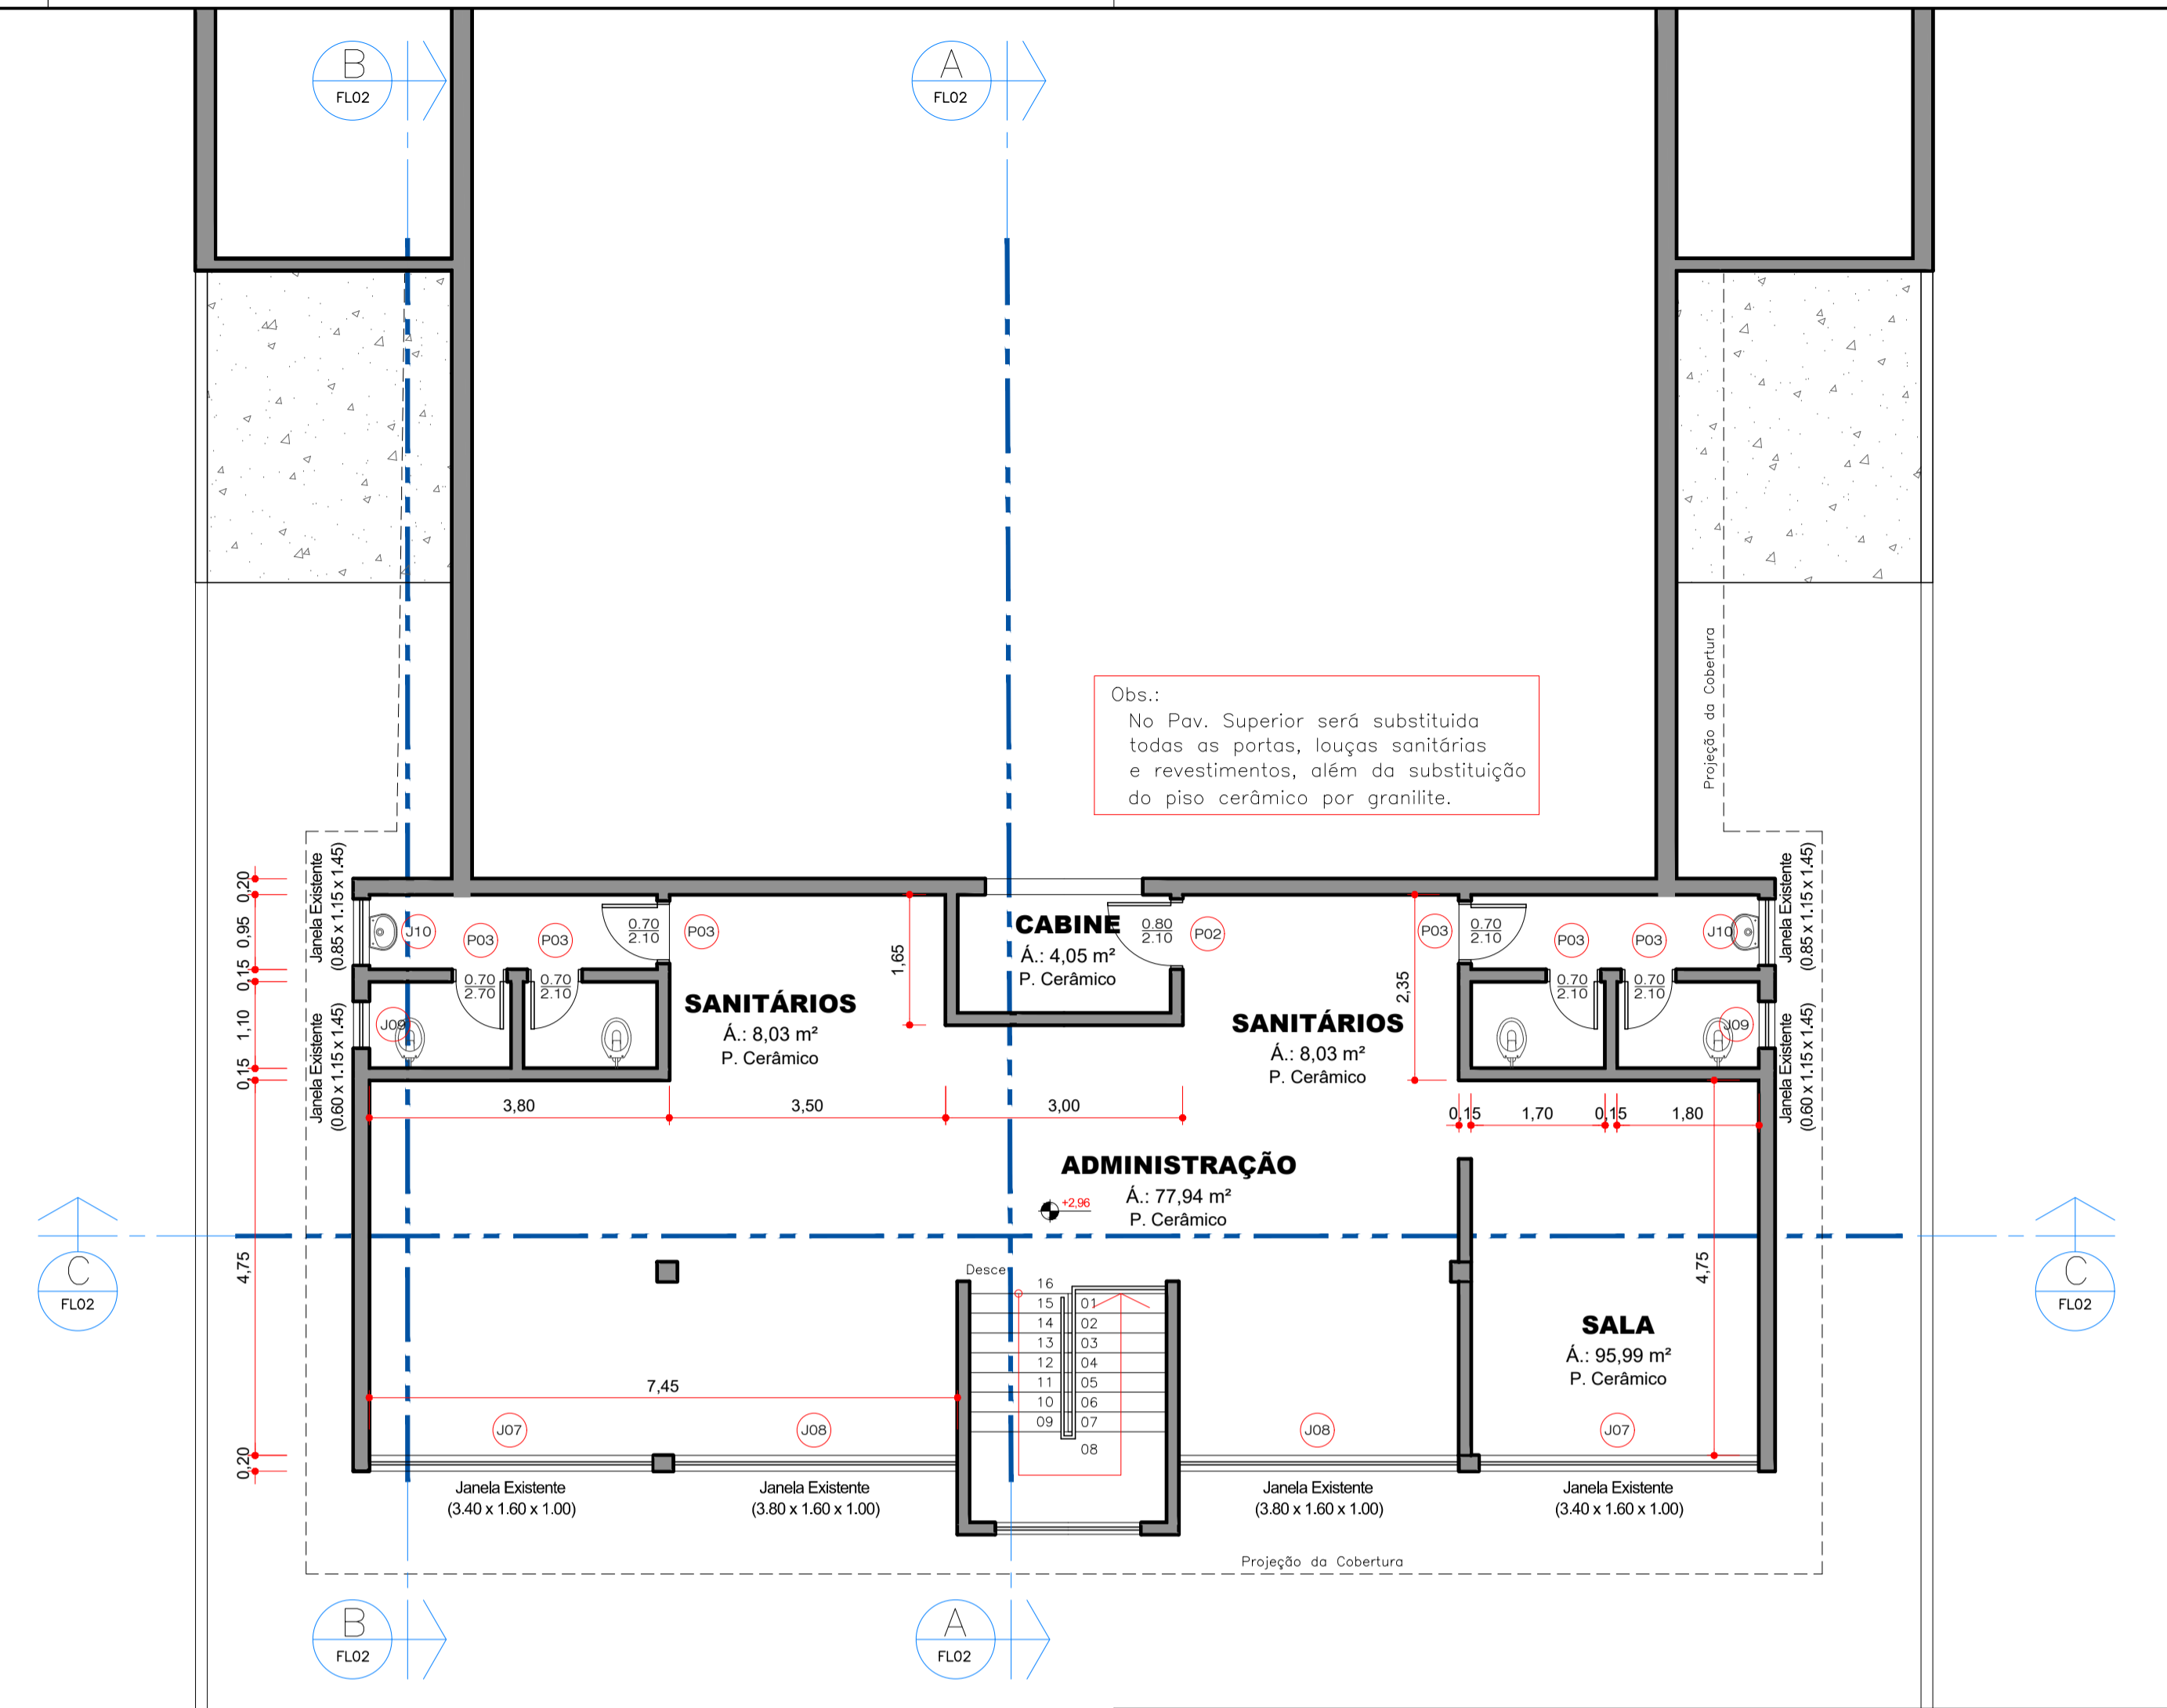 B
FL02
A
FL02
Obs.:
No Pav. Superior será substituida
todas as portas, louças sanitárias
e revestimentos, além da substituição
do piso cerâmico por granilite.
Projeção da Cobertura
0,20
0,95
0,15
1,10
0,15
4,75
0,20
Janela Existente
(0.85 x 1.15 x 1.45)
Janela Existente
(0.60 x 1.15 x 1.45)
J10
P03
P03
0.70
2.10
P03
J09
0.70
2.70
0.70
2.10
SANITÁRIOS
Á.: 8,03 m²
P. Cerâmico
1,65
CABINE
Á.: 4,05 m²
P. Cerâmico
0.80
2.10
P02
SANITÁRIOS
Á.: 8,03 m²
P. Cerâmico
2,35
P03
0.70
2.10
P03
P03
J10
0.70
2.10
0.70
2.10
J09
Janela Existente
(0.85 x 1.15 x 1.45)
Janela Existente
(0.60 x 1.15 x 1.45)
3,80
3,50
3,00
0,15
1,70
0,15
1,80
ADMINISTRAÇÃO
Á.: 77,94 m²
P. Cerâmico
+2,96
C
FL02
C
FL02
4,75
Desce
16
15
14
13
12
11
10
09
01
02
03
04
05
06
07
08
SALA
Á.: 95,99 m²
P. Cerâmico
7,45
J07
J08
J08
J07
Janela Existente
(3.40 x 1.60 x 1.00)
Janela Existente
(3.80 x 1.60 x 1.00)
Janela Existente
(3.80 x 1.60 x 1.00)
Janela Existente
(3.40 x 1.60 x 1.00)
Projeção da Cobertura
B
FL02
A
FL02